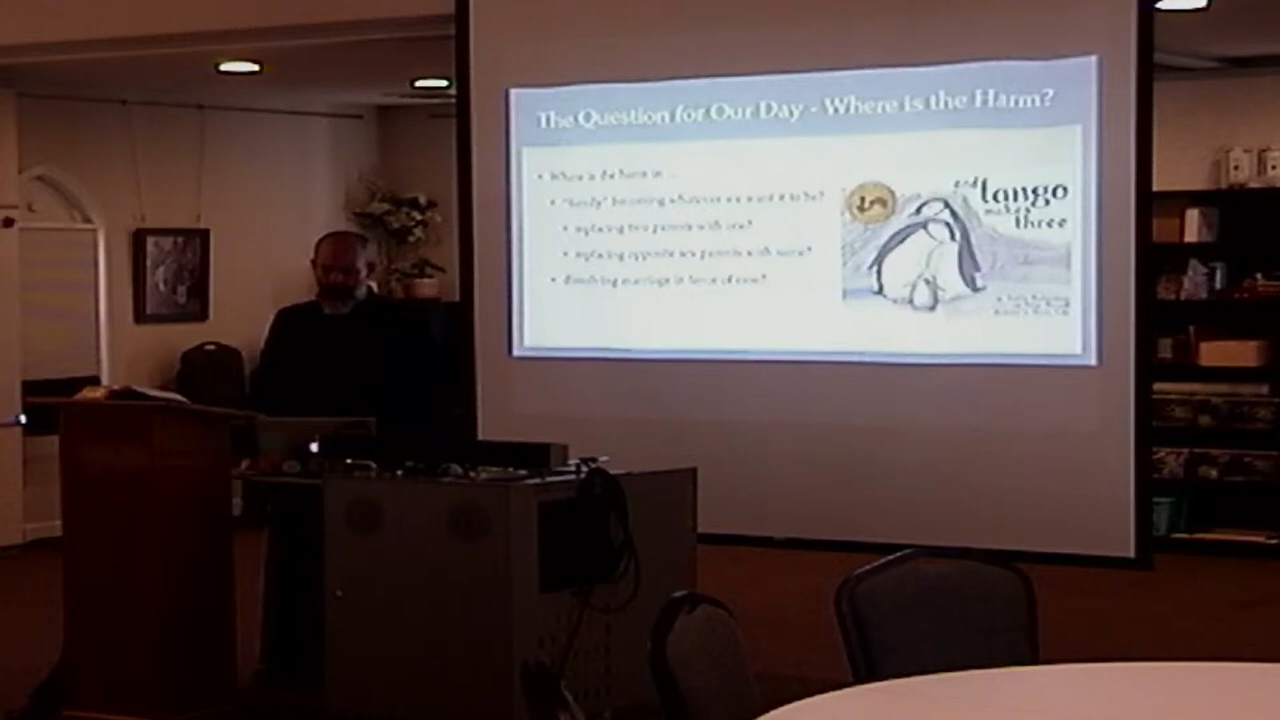 The Question for Our Day - Where is the Harm?
• Where is the harm in ...
• "family" becoming whatever we want it to be?
• replacing two parents with one?
• replacing opposite sex parents with same?
• dissolving marriage in favor of ease?
and
tango
makes
three